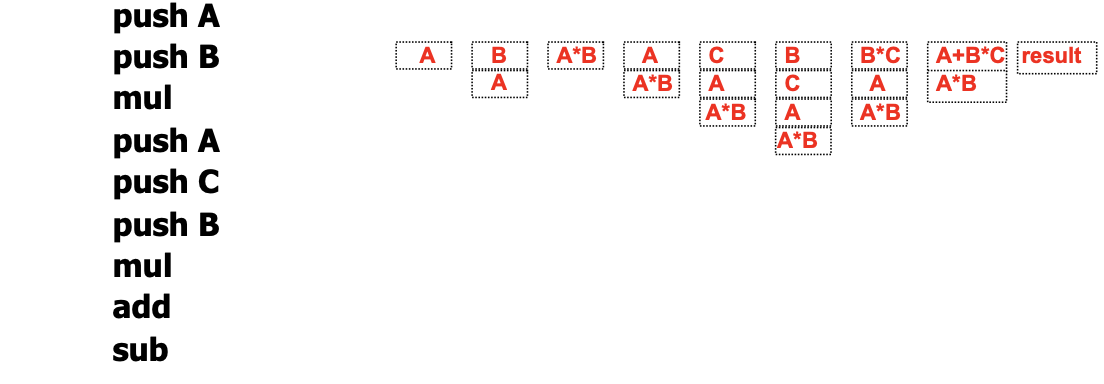 push A
push B
mul
push A
push C
push B
mul
add
sub
A B A*B A C B B*C A+B*C result
A A*B A C A A*B
A*B A A*B
A*B